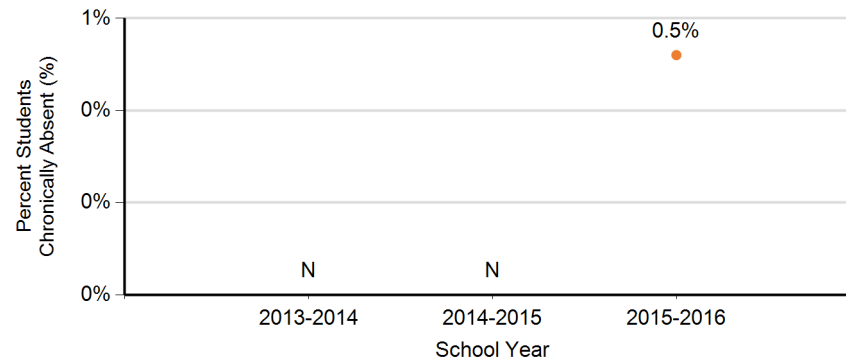 Percent Students
Chronically Absent (%)
1%
0%
0%
0%
0.5%
N
N
2013-2014
2014-2015
2015-2016
School Year